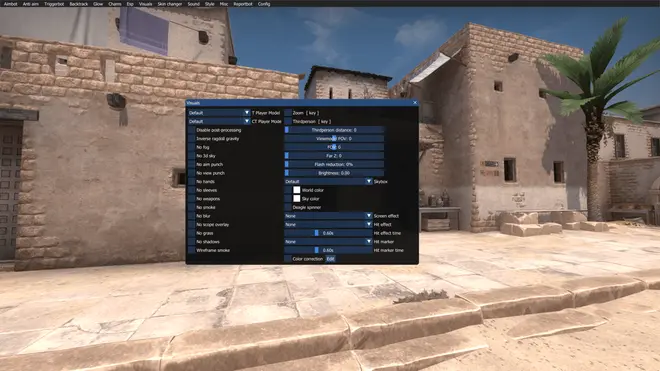 Aimbot Anti aim Triggerbot Backtrack Glow Chams Esp Visuals Skin changer Sound Style Misc Reportbot Config
Visuals
Default T Player Model Zoom [ key ]
Default CT Player Model Thirdperson [ key ]
Disable post-processing Thirdperson distance: 0
Inverse ragdoll gravity Viewmodel FOV: 0
No fog FOV: 0
No 3d sky Far Z: 0
No aim punch Flash reduction: 0%
No view punch Brightness: 0.00
No hands Default Skybox
No sleeves World color
No weapons Sky color
No smoke Deagle spinner
No blur None Screen effect
No scope overlay None Hit effect
No grass 0.60s Hit effect time
No shadows None Hit marker
Wireframe smoke 0.60s Hit marker time
Color correction Edit